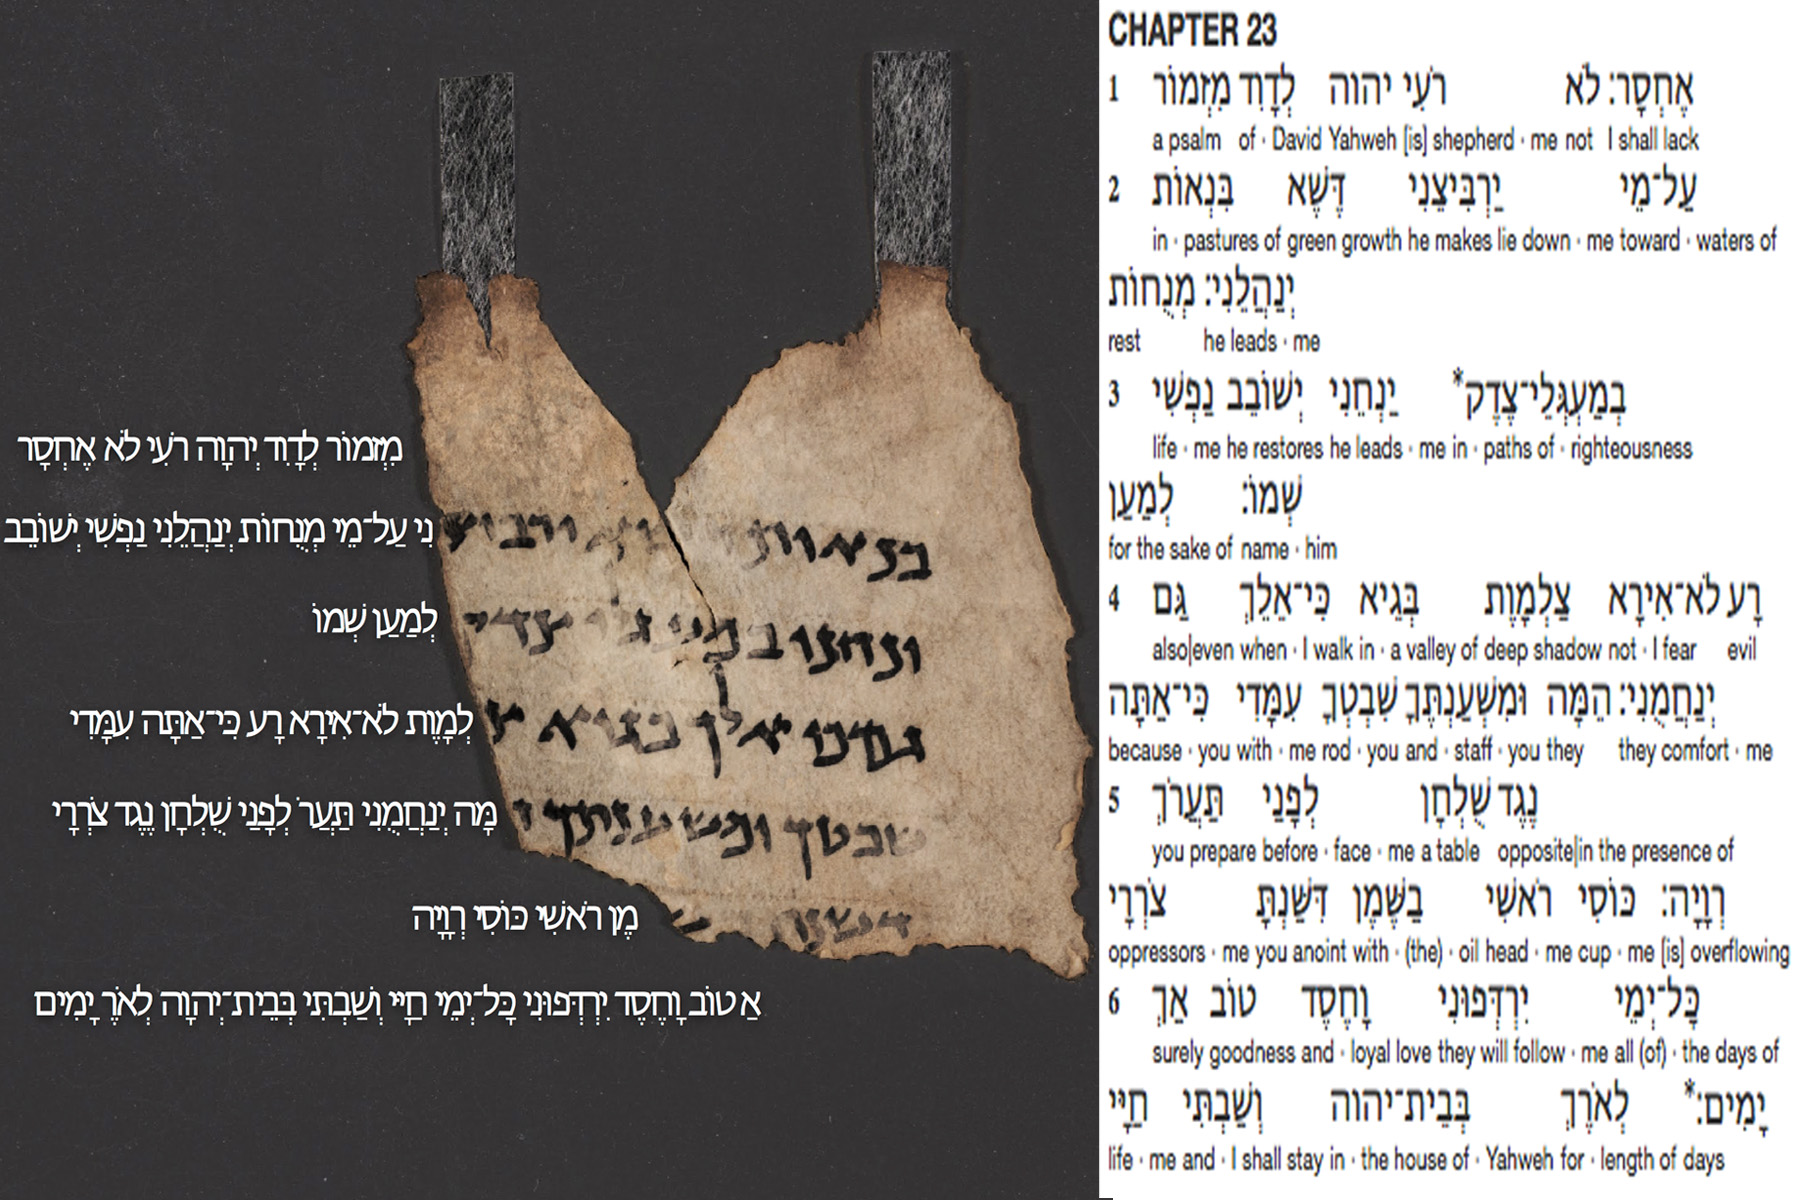 מִזְמוֹר לְדָוִד יְהוָה רֹעִי לֹא אֶחְסָר
בנאות דשא ירביצ נִי עַל־מֵי מְנֻחוֹת יְנַהֲלֵנִי נַפְשִׁי יְשׁוֹבֵב
ינחני במעגלי צדק לְמַעַן שְׁמוֹ
גם כי אלך בגיא צ לְמָוֶת לֹא־אִירָא רָע כִּי־אַתָּה עִמָּדִי
שבטך ומשענתך ה מָּה יְנַחֲמֻנִי תַּעֲרֹ לְפָנַי שֻׁלְחָן נֶגֶד צֹרְרָי
דשנת מֶן רֹאשִׁי כּוֹסִי רְוָיָה
אַ טוֹב וָחֶסֶד יִרְדְּפוּנִי כָּל־יְמֵי חַיָּי וְשַׁבְתִּי בְּבֵית־יְהוָה לְאֹרֶ יָמִים
CHAPTER 23
1 מִזְמוֹר לְדָוִד יהוה רֹעִי לֹא אֶחְסָר׃
a psalm of · David Yahweh [is] shepherd · me not I shall lack
2 בִּנְאוֹת דֶּשֶׁא יַרְבִּיצֵנִי עַל־מֵי
in · pastures of green growth he makes lie down · me toward · waters of
מְנֻחוֹת יְנַהֲלֵנִי׃
rest he leads · me
3 נַפְשִׁי יְשׁוֹבֵב יַנְחֵנִי בְמַעְגְּלֵי־צֶדֶק*
life · me he restores he leads · me in · paths of · righteousness
לְמַעַן שְׁמוֹ׃
for the sake of name · him
4 גַּם כִּי־אֵלֵךְ בְּגֵיא צַלְמָוֶת לֹא־אִירָא רָע
also|even when · I walk in · a valley of deep shadow not · I fear evil
כִּי־אַתָּה עִמָּדִי שִׁבְטְךָ וּמִשְׁעַנְתֶּךָ הֵמָּה יְנַחֲמֻנִי׃
because · you with · me rod · you and · staff · you they they comfort · me
5 תַּעֲרֹךְ לְפָנַי שֻׁלְחָן נֶגֶד
you prepare before · face · me a table opposite|in the presence of
צֹרְרָי דִּשַּׁנְתָּ בַשֶּׁמֶן רֹאשִׁי כּוֹסִי רְוָיָה׃
oppressors · me you anoint with · (the) · oil head · me cup · me [is] overflowing
6 אַךְ טוֹב וָחֶסֶד יִרְדְּפוּנִי כָּל־יְמֵי
surely goodness and · loyal love they will follow · me all (of) · the days of
חַיָּי וְשַׁבְתִּי בְּבֵית־יהוה לְאֹרֶךְ יָמִים׃*
life · me and · I shall stay in · the house of · Yahweh for · length of days